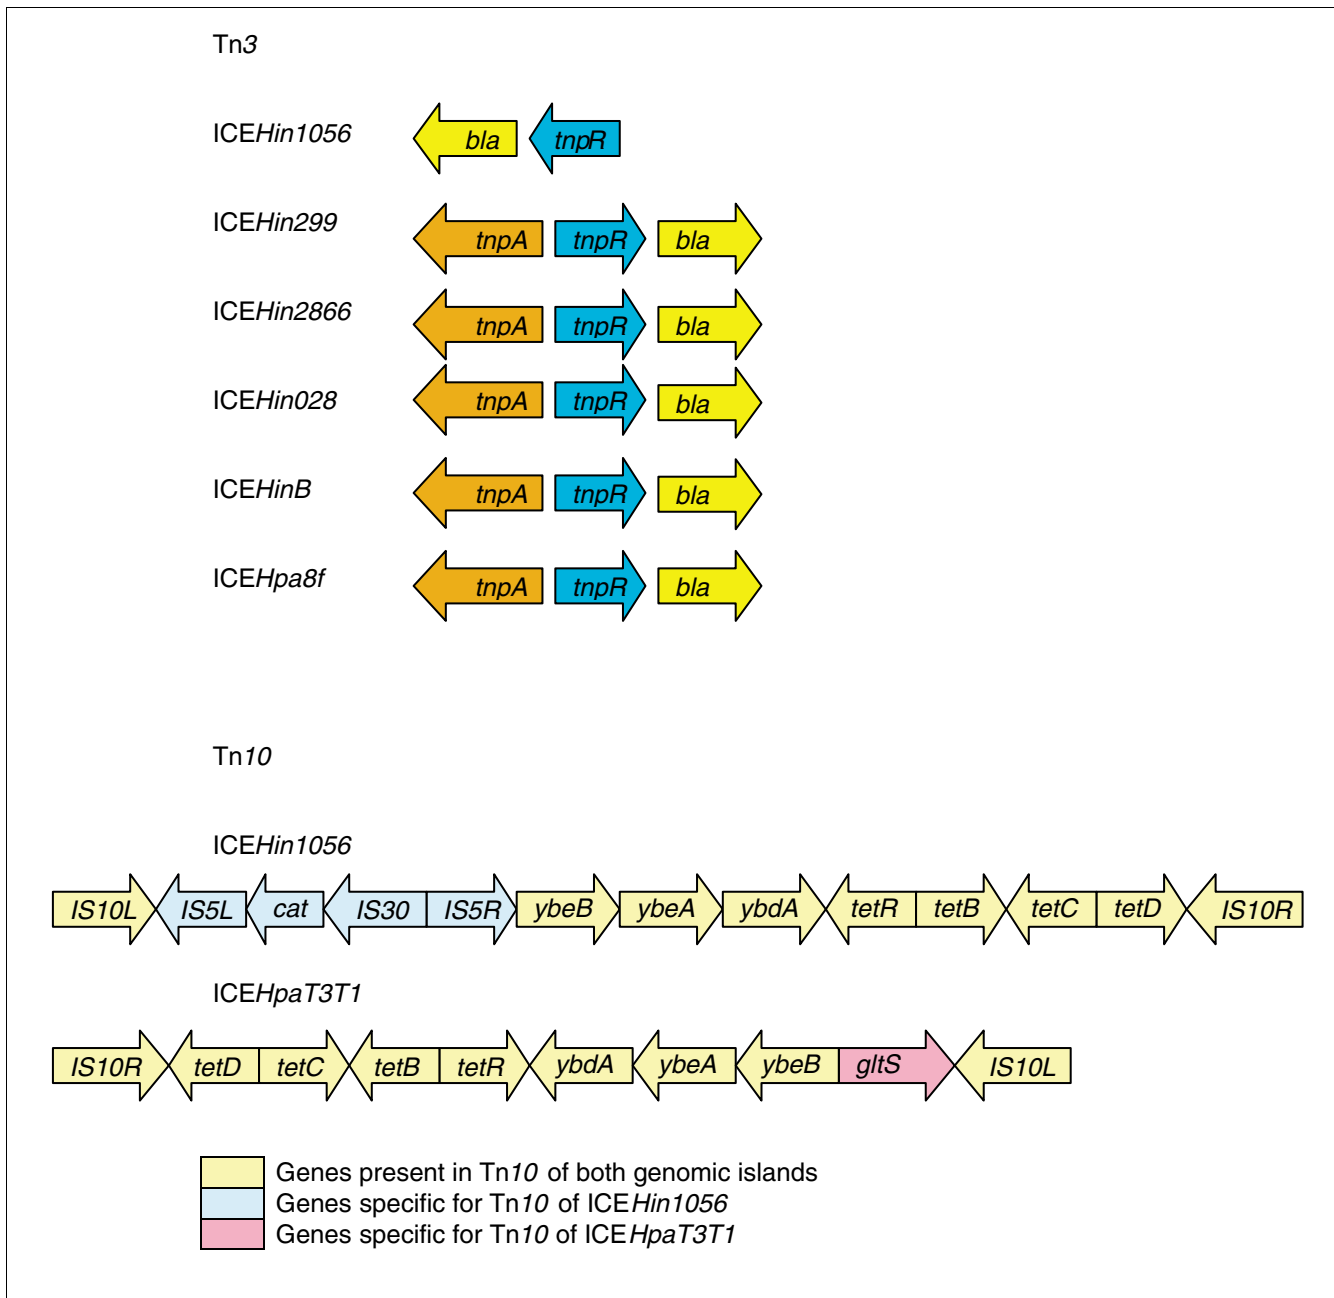 Tn3
ICEHin1056
bla tnpR
ICEHin299
tnpA tnpR bla
ICEHin2866
tnpA tnpR bla
ICEHin028
tnpA tnpR bla
ICEHinB
tnpA tnpR bla
ICEHpa8f
tnpA tnpR bla
Tn10
ICEHin1056
IS10L IS5L cat IS30 IS5R ybeB ybeA ybdA tetR tetB tetC tetD IS10R
ICEHpaT3T1
IS10R tetD tetC tetB tetR ybdA ybeA ybeB gltS IS10L
Genes present in Tn10 of both genomic islands
Genes specific for Tn10 of ICEHin1056
Genes specific for Tn10 of ICEHpaT3T1